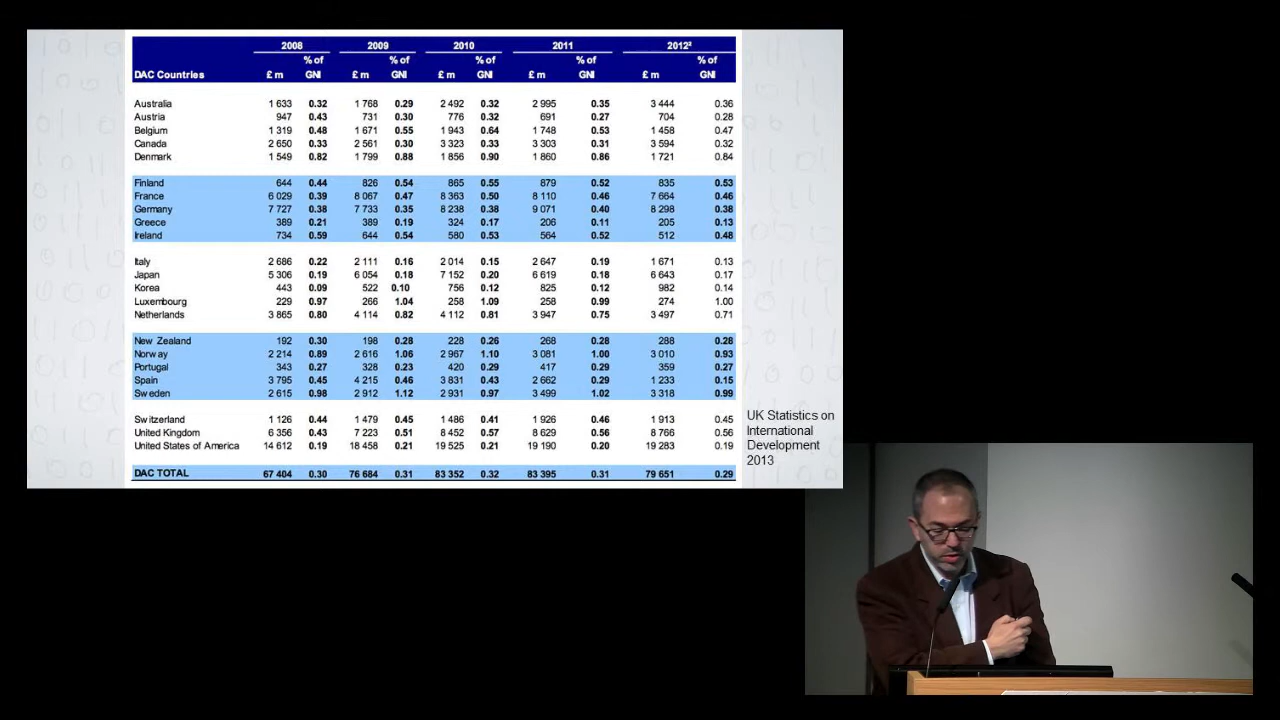 2008 2009 2010 2011 2012²
% of % of % of % of % of
DAC Countries £ m GNI £ m GNI £ m GNI £ m GNI £ m GNI
Australia 1 633 0.32 1 768 0.29 2 492 0.32 2 995 0.35 3 444 0.36
Austria 947 0.43 731 0.30 776 0.32 691 0.27 704 0.28
Belgium 1 319 0.48 1 671 0.55 1 943 0.64 1 748 0.53 1 458 0.47
Canada 2 650 0.33 2 561 0.30 3 323 0.33 3 303 0.31 3 594 0.32
Denmark 1 549 0.82 1 799 0.88 1 856 0.90 1 860 0.86 1 721 0.84
Finland 644 0.44 826 0.54 865 0.55 879 0.52 835 0.53
France 6 029 0.39 8 067 0.47 8 363 0.50 8 110 0.46 7 664 0.46
Germany 7 727 0.38 7 733 0.35 8 238 0.38 9 071 0.40 8 298 0.38
Greece 389 0.21 389 0.19 324 0.17 206 0.11 205 0.13
Ireland 734 0.59 644 0.54 580 0.53 564 0.52 512 0.48
Italy 2 686 0.22 2 111 0.16 2 014 0.15 2 647 0.19 1 671 0.13
Japan 5 306 0.19 6 054 0.18 7 152 0.20 6 619 0.18 6 643 0.17
Korea 443 0.09 522 0.10 756 0.12 825 0.12 982 0.14
Luxembourg 229 0.97 266 1.04 258 1.09 258 0.99 274 1.00
Netherlands 3 865 0.80 4 114 0.82 4 112 0.81 3 947 0.75 3 497 0.71
New Zealand 192 0.30 198 0.28 228 0.26 268 0.28 288 0.28
Norway 2 214 0.89 2 616 1.06 2 967 1.10 3 081 1.00 3 010 0.93
Portugal 343 0.27 328 0.23 420 0.29 417 0.29 359 0.27
Spain 3 795 0.45 4 215 0.46 3 831 0.43 2 662 0.29 1 233 0.15
Sweden 2 615 0.98 2 912 1.12 2 931 0.97 3 499 1.02 3 318 0.99
Switzerland 1 126 0.44 1 479 0.45 1 486 0.41 1 926 0.46 1 913 0.45
United Kingdom 6 356 0.43 7 223 0.51 8 452 0.57 8 629 0.56 8 766 0.56
United States of America 14 612 0.19 18 458 0.21 19 525 0.21 19 190 0.20 19 283 0.19
DAC TOTAL 67 404 0.30 76 684 0.31 83 352 0.32 83 395 0.31 79 651 0.29
UK Statistics on
International
Development
2013